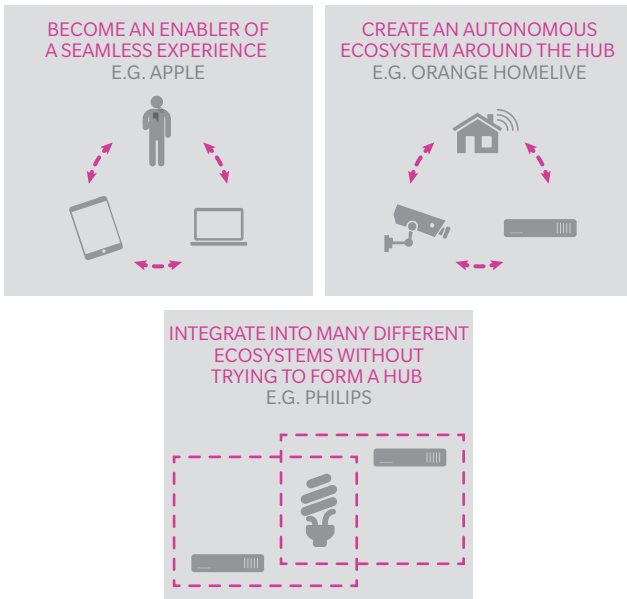 BECOME AN ENABLER OF
A SEAMLESS EXPERIENCE
E.G. APPLE
CREATE AN AUTONOMOUS
ECOSYSTEM AROUND THE HUB
E.G. ORANGE HOMELIVE
INTEGRATE INTO MANY DIFFERENT
ECOSYSTEMS WITHOUT
TRYING TO FORM A HUB
E.G. PHILIPS